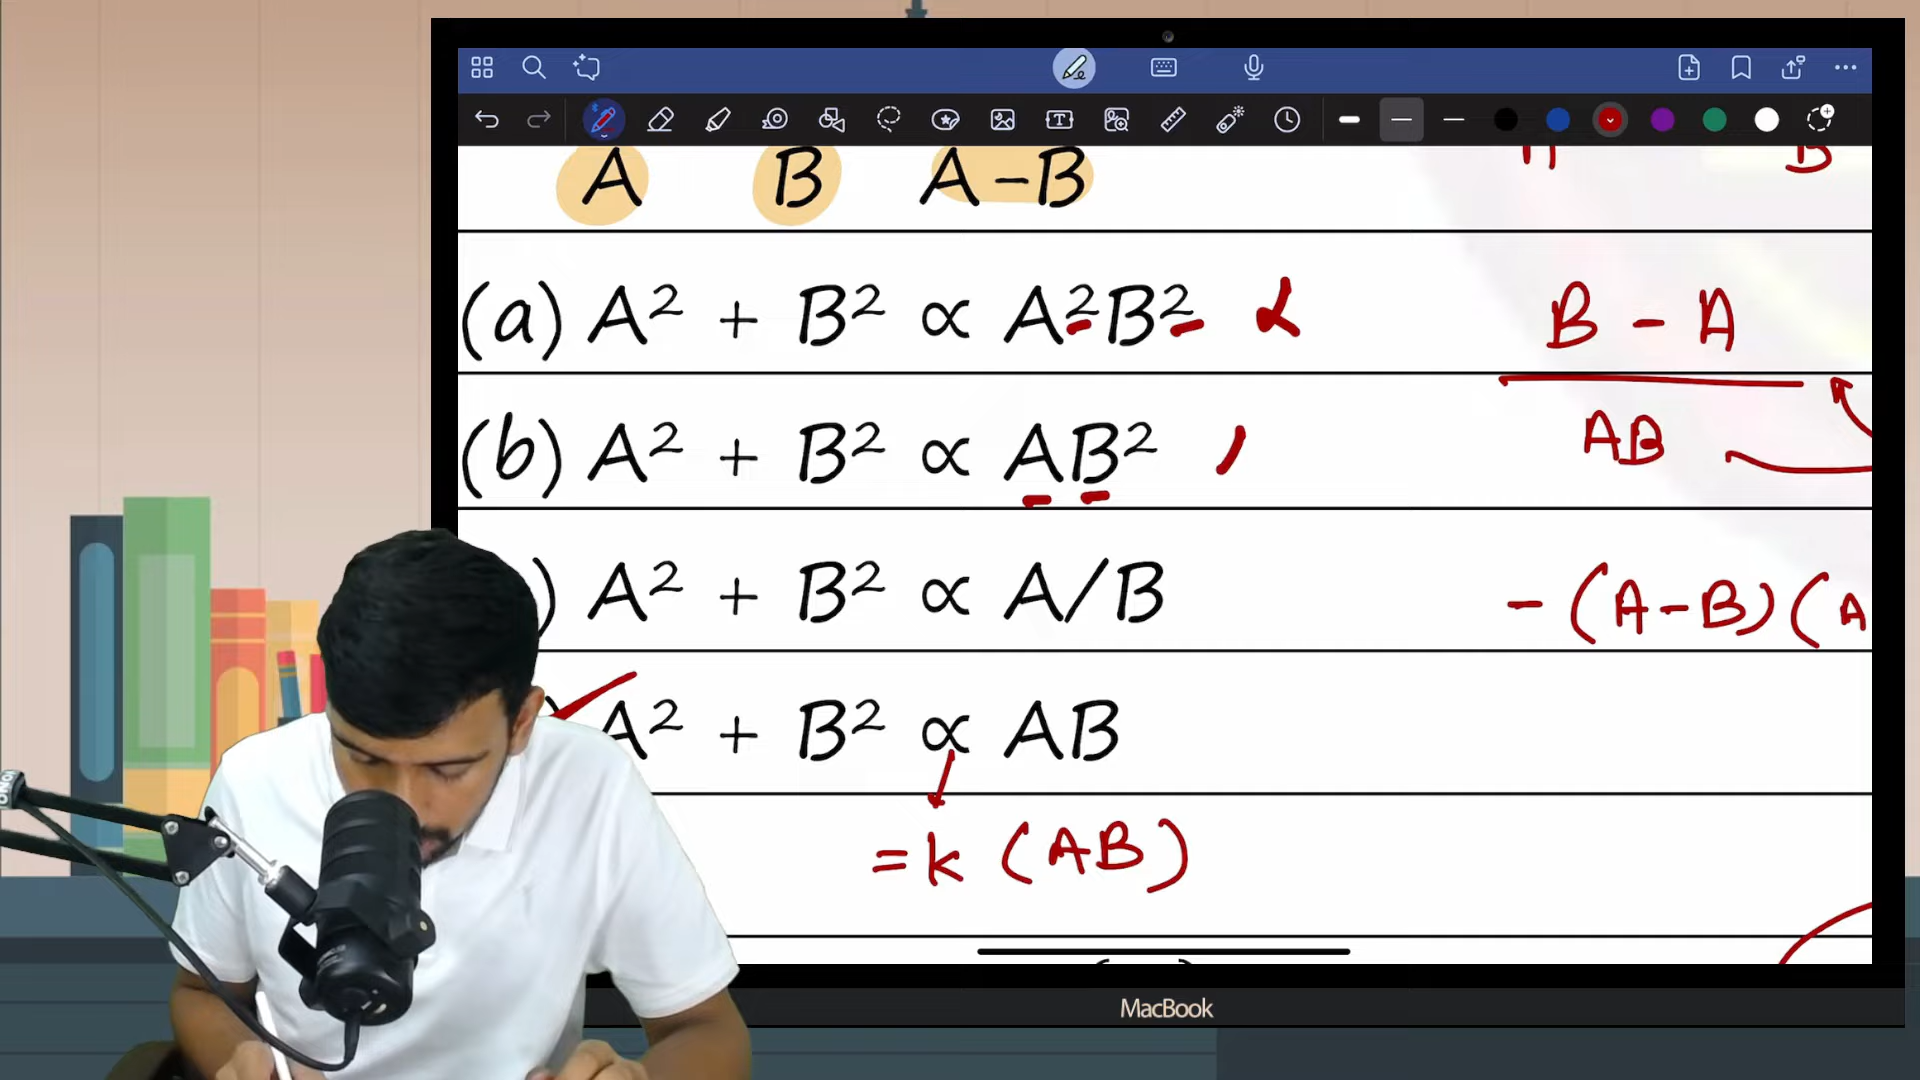 A B A - B
(a) A² + B² ∝ A²B²
B - A
AB
(b) A² + B² ∝ AB²
) A² + B² ∝ A/B
- (A - B) (A
) A² + B² ∝ AB
= k (AB)
MacBook